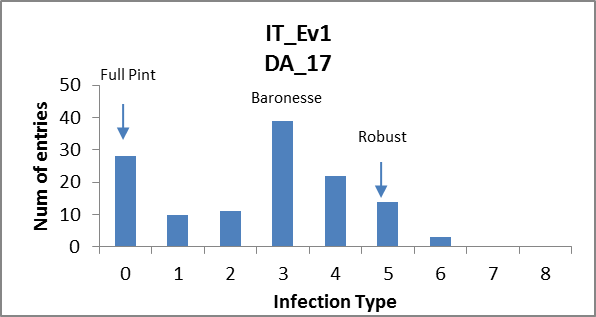 IT_Ev1
DA_17
Full Pint
Baronesse
Robust
Num of entries
50
40
30
20
10
0
0 1 2 3 4 5 6 7 8
Infection Type